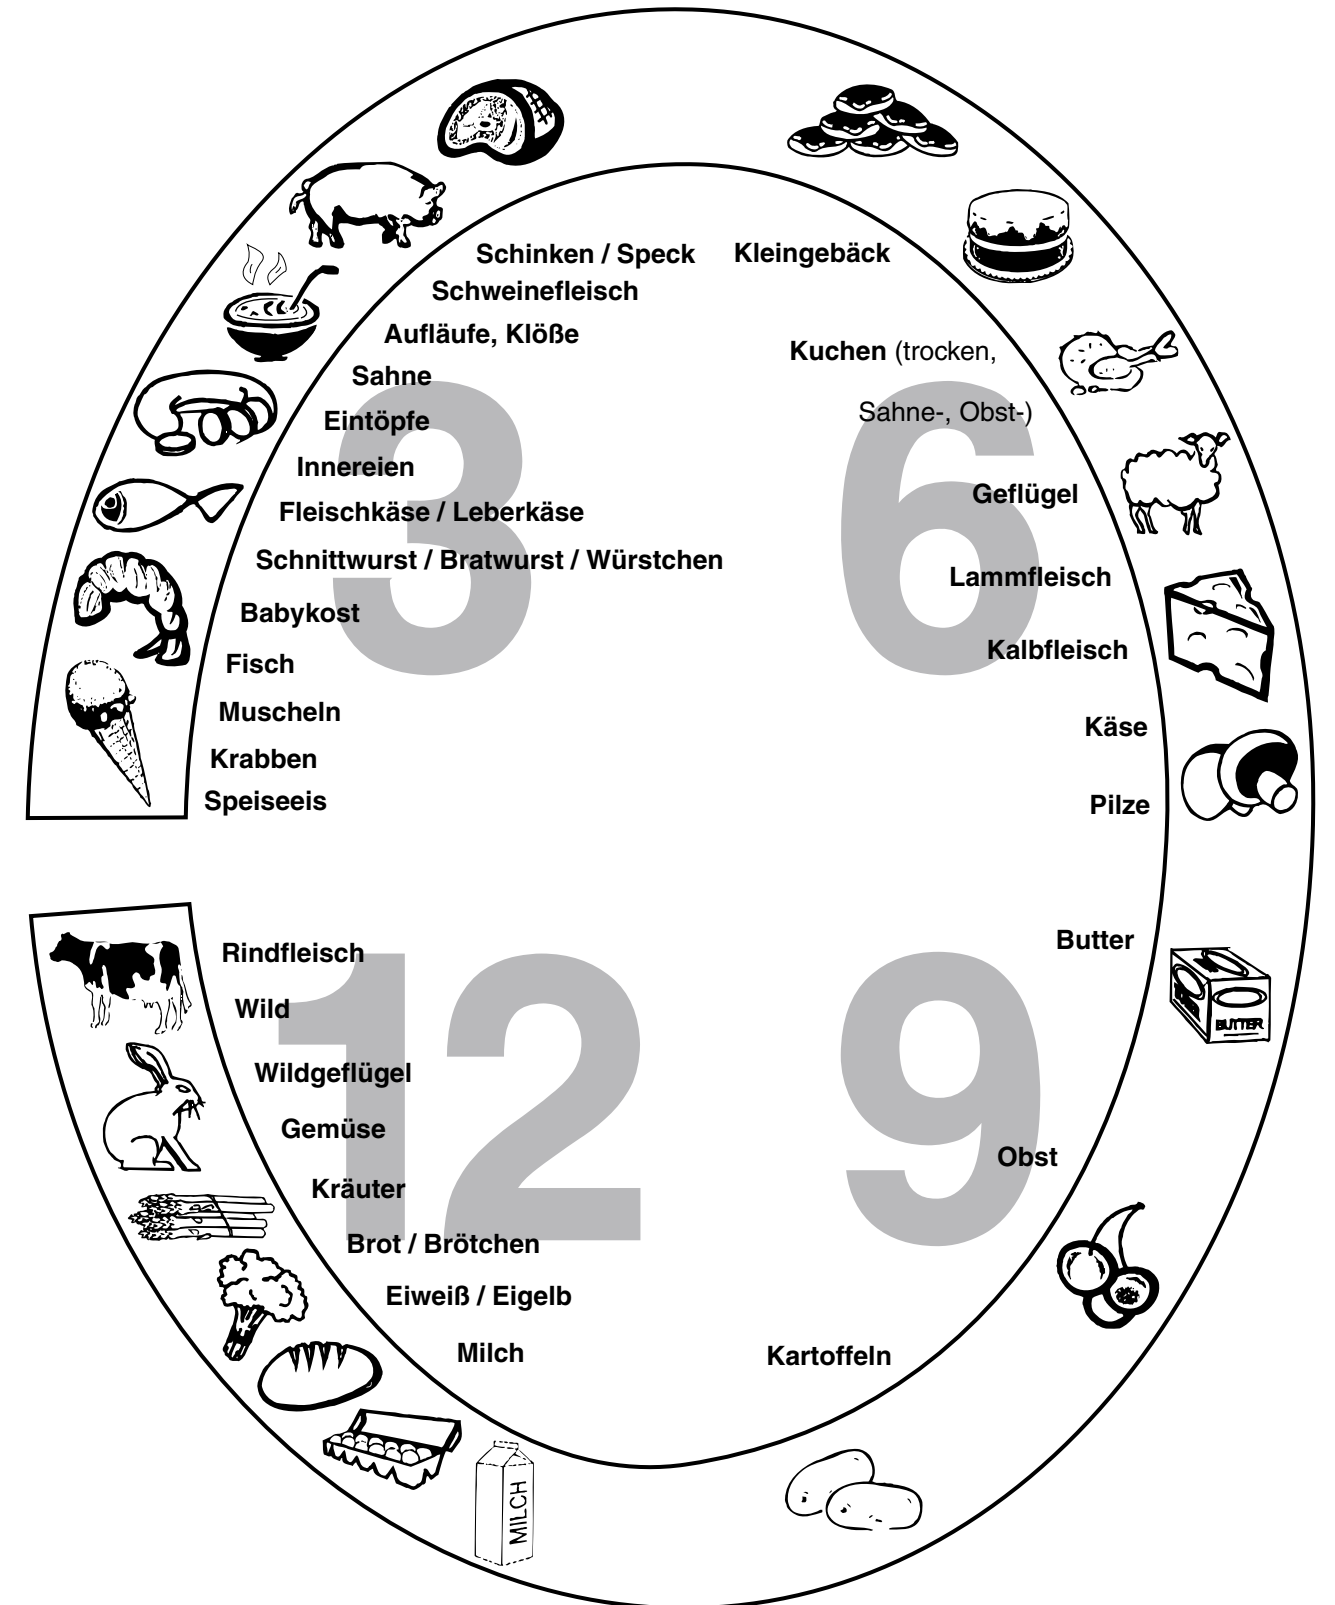 Schinken / Speck
Kleingebäck
Schweinefleisch
Aufläufe, Klöße
Sahne
Eintöpfe
Innereien
Fleischkäse / Leberkäse
Schnittwurst / Bratwurst / Würstchen
Babykost
Fisch
Muscheln
Krabben
Speiseeis
3
Kuchen (trocken,
Sahne-, Obst-)
Geflügel
Lammfleisch
Kalbfleisch
Käse
Pilze
6
Butter
BUTTER
Obst
Kartoffeln
9
Rindfleisch
Wild
Wildgeflügel
Gemüse
Kräuter
Brot / Brötchen
Eiweiß / Eigelb
Milch
MILCH
12